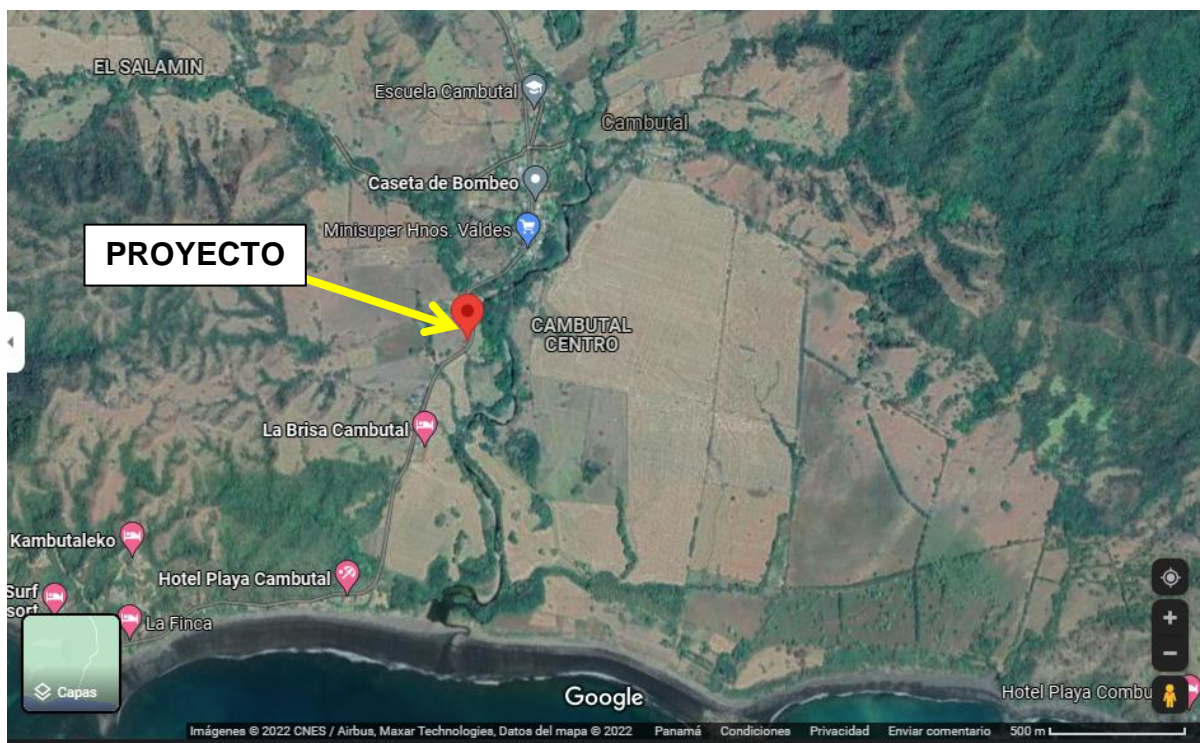 EL SALAMIN
Escuela Cambutal
Cambutal
Caseta de Bombeo
Minisuper Hnos. Valdes
PROYECTO
CAMBUTAL
CENTRO
La Brisa Cambutal
Kambutaleko
Hotel Playa Cambutal
Surf
sort
La Finca
Capas
Google
Hotel Playa Combu
Imágenes © 2022 CNES / Airbus, Maxar Technologies, Datos del mapa © 2022 Panamá Condiciones Privacidad Enviar comentario 500 m